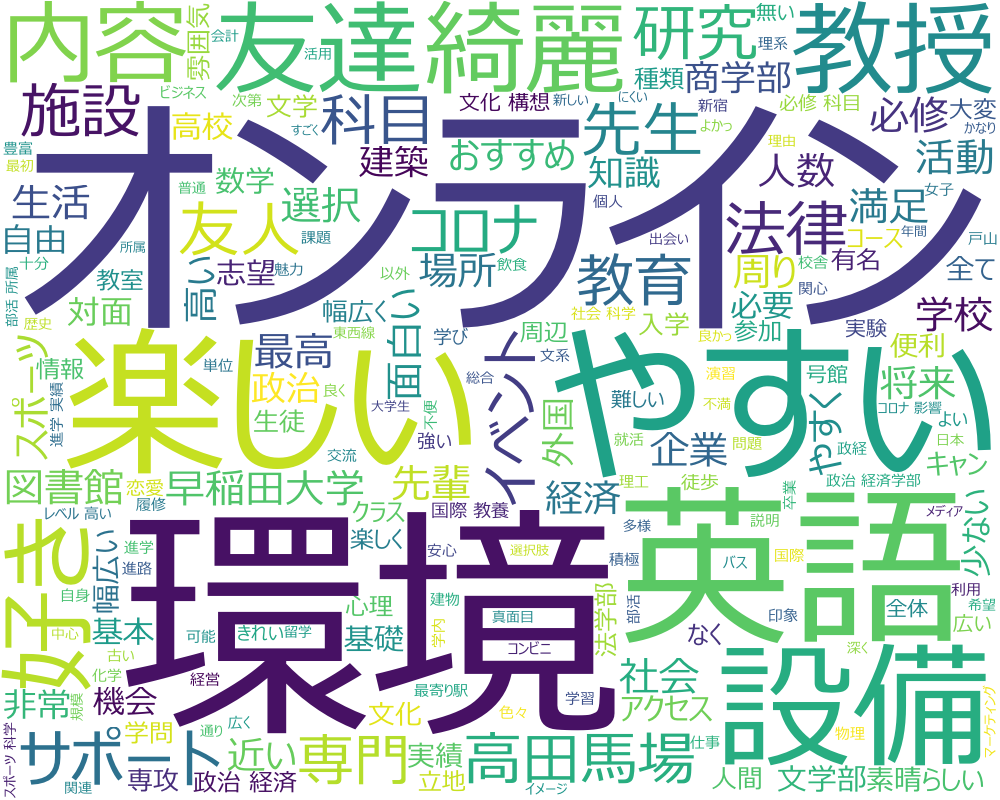 内容
雰囲気
会計
友達
活用
綺麗
研究
無い
理系
教授
種類
商学部
ビジネス
次第
文学
文化 構想
新しい
にくい
新宿
必修 科目
大変
かなり
施設
高校
すごく
科目
先生
よかっ
必修
豊富
最初
建築
おすすめ
理由
人数
活動
オンライン
普通
数学
選択
知識
個人
女子
生活
友人
課題
コロナ
出会い
法律
満足
コース
年間
戸山
自由
所属
十分
教室
志望
魅力
場所
飲食
以外
教育
周り
校舎
有名
全て
部活 所属
歴史
対面
高い
幅広く
東西線
周辺
社会 科学
入学
必要
関心
参加
良かっ
実験
学校
スポーツ
情報
楽しい
単位
最高
学び
面白い
イベント
文系
やすい
演習
号館
便利
進学 実績
政治
良く
総合
難しい
将来
生徒
大学生
不便
強い
外国
就活
不満
やすく
コロナ 影響
よい
日本
交流
企業
問題
政経
キャン
図書館
恋愛
早稲田大学
先輩
経済
理工
徒歩
卒業
政治 経済学部
レベル 高い
履修
クラス
国際 教養
多様
説明
メディア
好き
幅広い
進学
進路
楽しく
安心
選択肢
積極
バス
国際
少ない
環境
英語
自身
心理
建物
真面目
部活
利用
希望
中心
基本
可能
きれい
留学
基礎
学内
コンビニ
法学部
なく
印象
全体
広い
古い
化学
経営
最寄り駅
学習
社会
設備
深く
非常
規模
機会
学問
通り
広く
文化
色々
アクセス
物理
マーケティング
スポーツ 科学
サポート
近い
専門
実績
高田馬場
仕事
関連
専攻
政治 経済
立地
イメージ
人間
文学部
素晴らしい